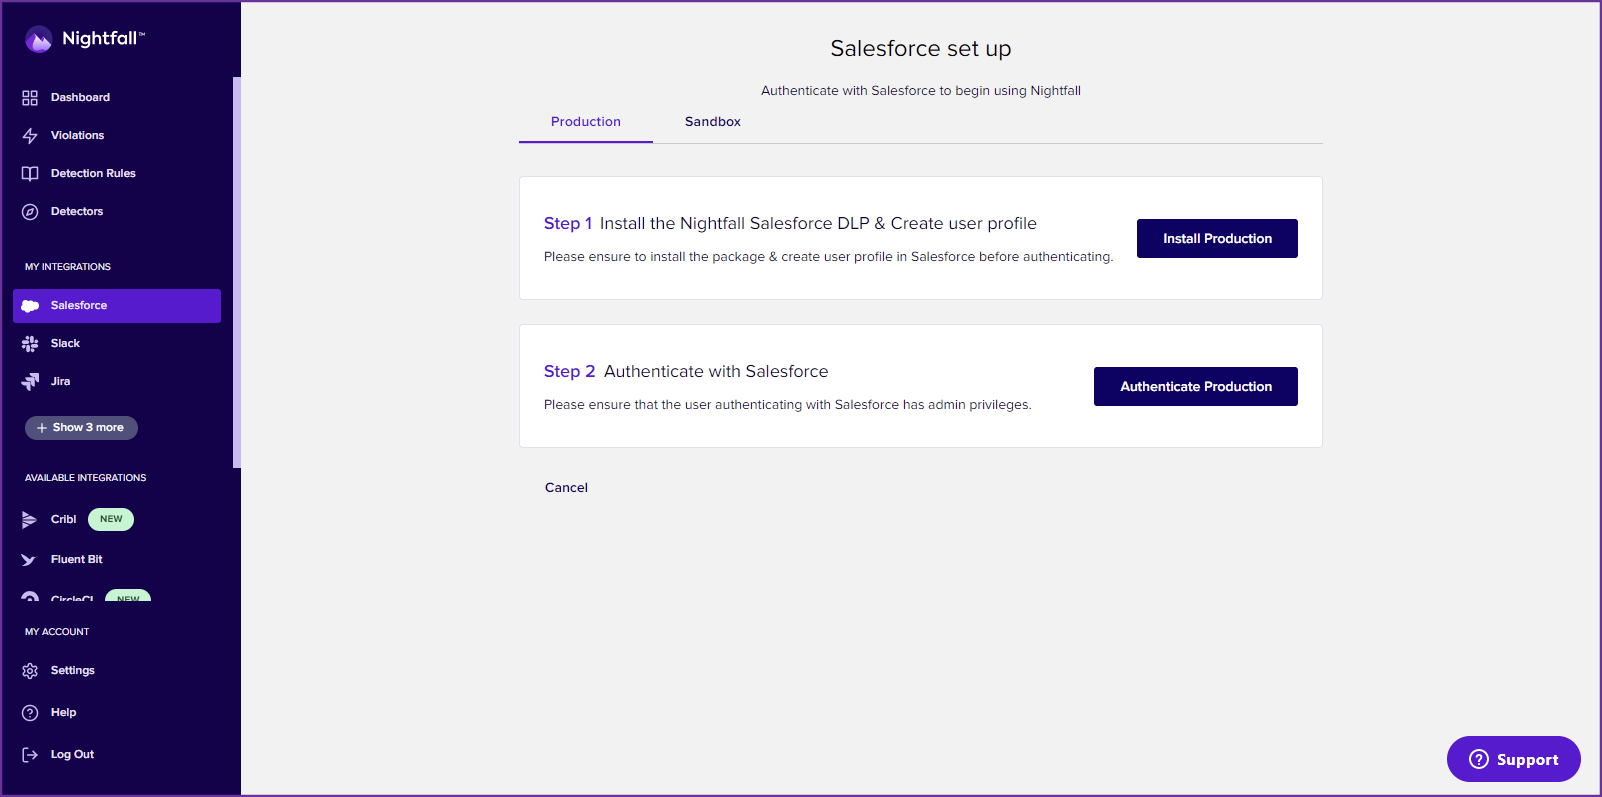 Nightfall™
Dashboard
Violations
Detection Rules
Detectors
MY INTEGRATIONS
Salesforce
Slack
Jira
+ Show 3 more
AVAILABLE INTEGRATIONS
Cribl NEW
Fluent Bit
CircleCI NEW
MY ACCOUNT
Settings
Help
Log Out
Salesforce set up
Authenticate with Salesforce to begin using Nightfall
Production Sandbox
Step 1 Install the Nightfall Salesforce DLP & Create user profile
Please ensure to install the package & create user profile in Salesforce before authenticating.
Install Production
Step 2 Authenticate with Salesforce
Please ensure that the user authenticating with Salesforce has admin privileges.
Authenticate Production
Cancel
Support